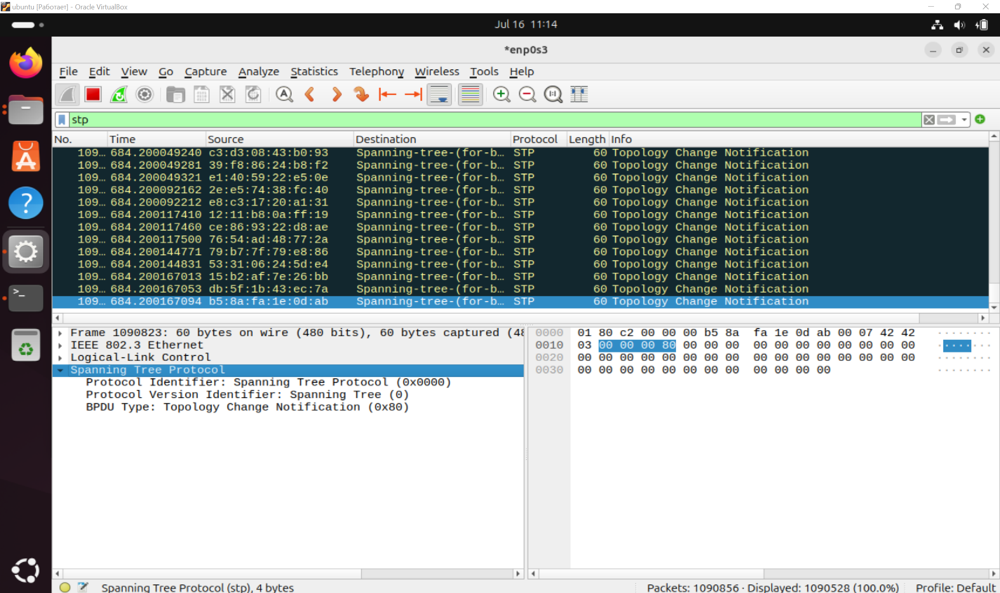 ubuntu [Работает] - Oracle VirtualBox
Jul 16 11:14
*enp0s3
File Edit View Go Capture Analyze Statistics Telephony Wireless Tools Help
stp
No. Time Source Destination Protocol Length Info
109… 684.200049240 c3:d3:08:43:b0:93 Spanning-tree-(for-b… STP 60 Topology Change Notification
109… 684.200049281 39:f8:86:24:b8:f2 Spanning-tree-(for-b… STP 60 Topology Change Notification
109… 684.200049321 e1:40:59:22:e5:0e Spanning-tree-(for-b… STP 60 Topology Change Notification
109… 684.200092162 2e:e5:74:38:fc:40 Spanning-tree-(for-b… STP 60 Topology Change Notification
109… 684.200092212 e8:c3:17:20:a1:31 Spanning-tree-(for-b… STP 60 Topology Change Notification
109… 684.200117410 12:11:b8:0a:ff:19 Spanning-tree-(for-b… STP 60 Topology Change Notification
109… 684.200117460 ce:86:93:22:d8:ae Spanning-tree-(for-b… STP 60 Topology Change Notification
109… 684.200117500 76:54:ad:48:77:2a Spanning-tree-(for-b… STP 60 Topology Change Notification
109… 684.200144771 79:b7:7f:79:e8:86 Spanning-tree-(for-b… STP 60 Topology Change Notification
109… 684.200144831 53:31:06:24:5d:e4 Spanning-tree-(for-b… STP 60 Topology Change Notification
109… 684.200167013 15:b2:af:7e:26:bb Spanning-tree-(for-b… STP 60 Topology Change Notification
109… 684.200167053 db:5f:1b:43:ec:7a Spanning-tree-(for-b… STP 60 Topology Change Notification
109… 684.200167094 b5:8a:fa:1e:0d:ab Spanning-tree-(for-b… STP 60 Topology Change Notification
Frame 1090823: 60 bytes on wire (480 bits), 60 bytes captured (48
IEEE 802.3 Ethernet
Logical-Link Control
Spanning Tree Protocol
Protocol Identifier: Spanning Tree Protocol (0x0000)
Protocol Version Identifier: Spanning Tree (0)
BPDU Type: Topology Change Notification (0x80)
0000 01 80 c2 00 00 00 b5 8a fa 1e 0d ab 00 07 42 42 ········
0010 03 00 00 00 80 00 00 00 00 00 00 00 00 00 00 00 ········
0020 00 00 00 00 00 00 00 00 00 00 00 00 00 00 00 00 ········
0030 00 00 00 00 00 00 00 00 00 00 00 00 ········
Spanning Tree Protocol (stp), 4 bytes
Packets: 1090856 · Displayed: 1090528 (100.0%)
Profile: Default